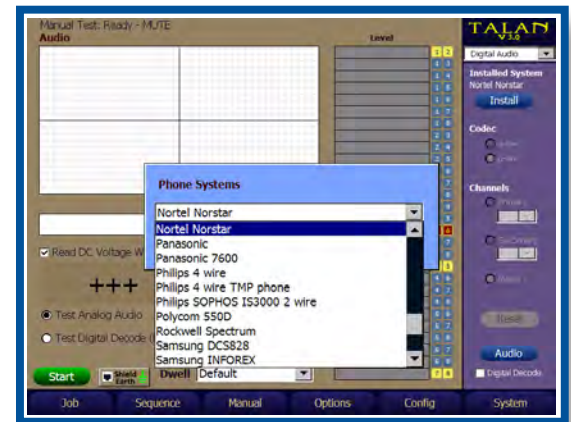 Manual Test: Ready - MUTE
Audio
Level
TALAN
V 3.0
Digital Audio
Installed System
Nortel Norstar
Install
Codec
Channels
Phone Systems
Nortel Norstar
Nortel Norstar
Panasonic
Panasonic 7600
Philips 4 wire
Philips 4 wire TMP phone
Philips SOPHOS IS3000 2 wire
Polycom 550D
Rockwell Spectrum
Samsung DCS828
Samsung INFOREX
Read DC Voltage W
+++
Test Analog Audio
Test Digital Decode (
Reset
Audio
Digital Decode
Start
Shield
Earth
Dwell
Default
Job
Sequence
Manual
Options
Config
System